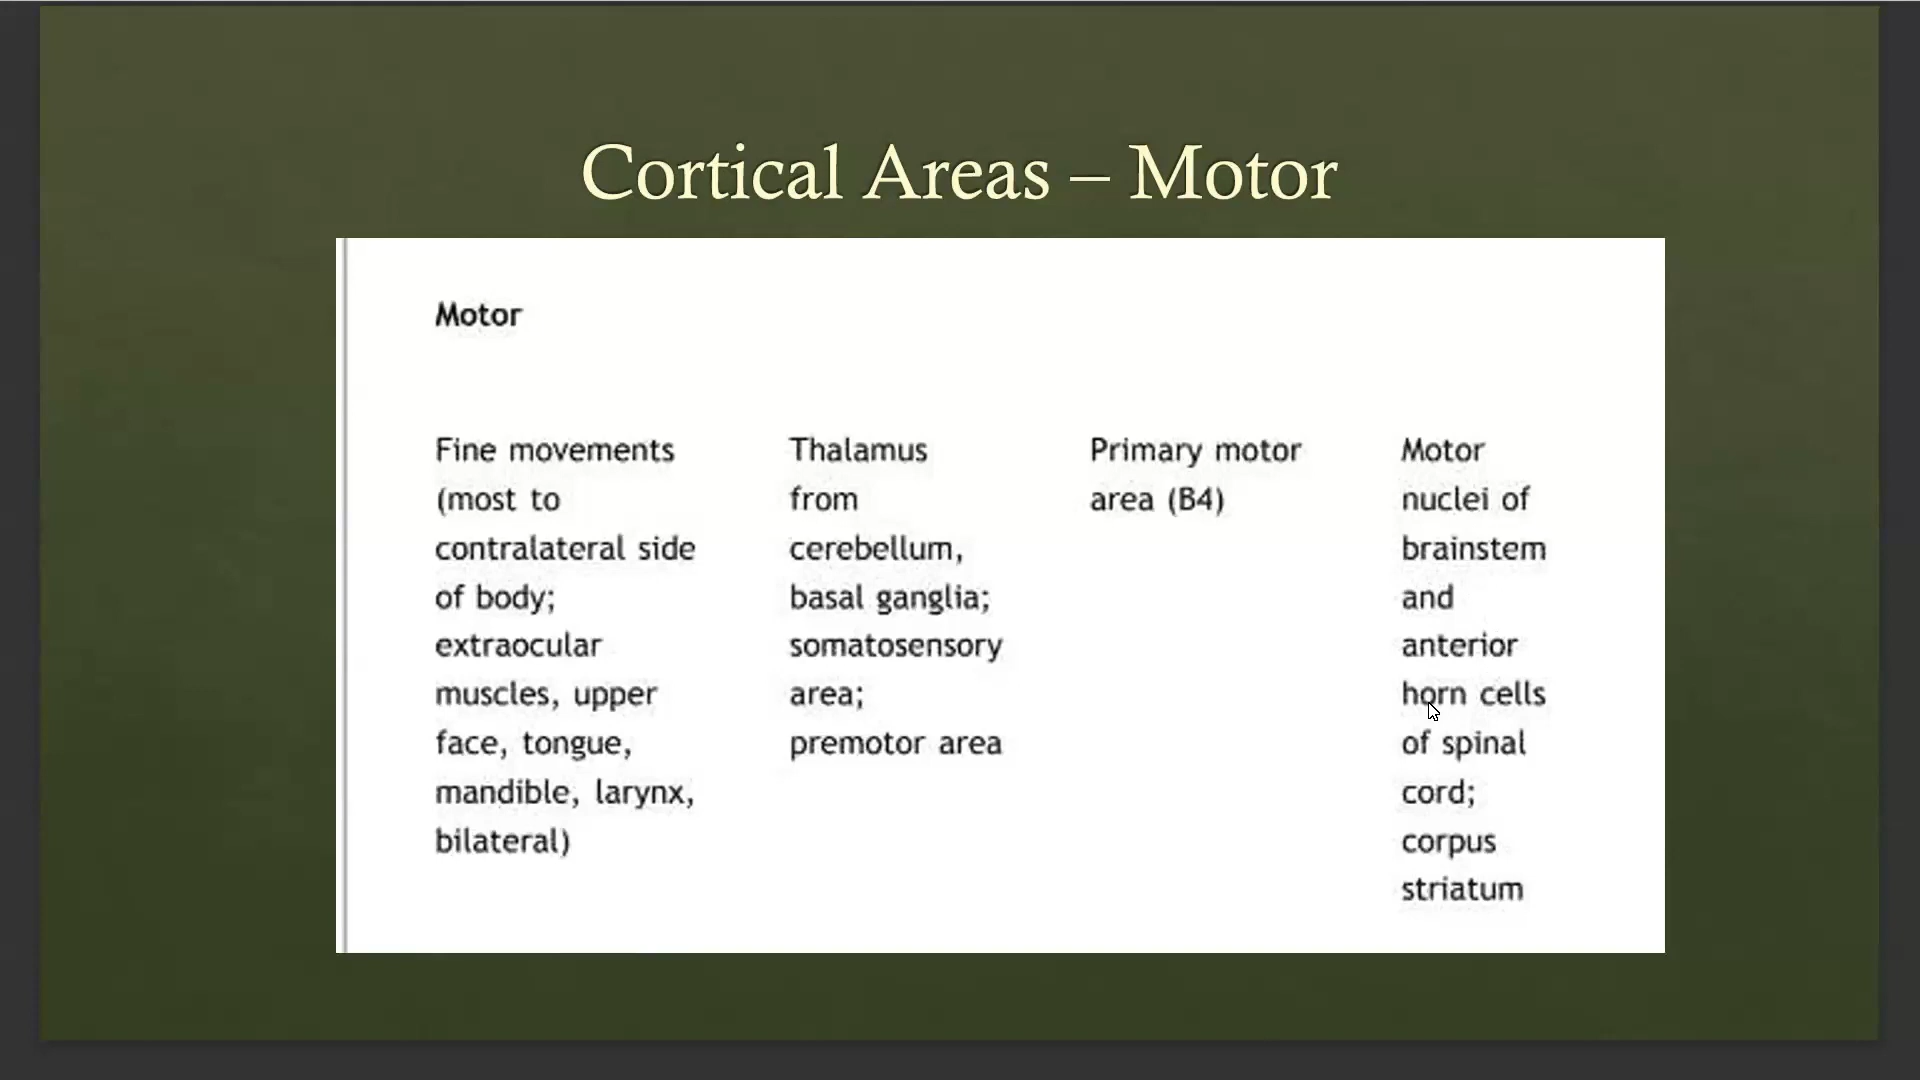 Cortical Areas – Motor
Motor
Fine movements
(most to
contralateral side
of body;
extraocular
muscles, upper
face, tongue,
mandible, larynx,
bilateral)
Thalamus
from
cerebellum,
basal ganglia;
somatosensory
area;
premotor area
Primary motor
area (B4)
Motor
nuclei of
brainstem
and
anterior
horn cells
of spinal
cord;
corpus
striatum